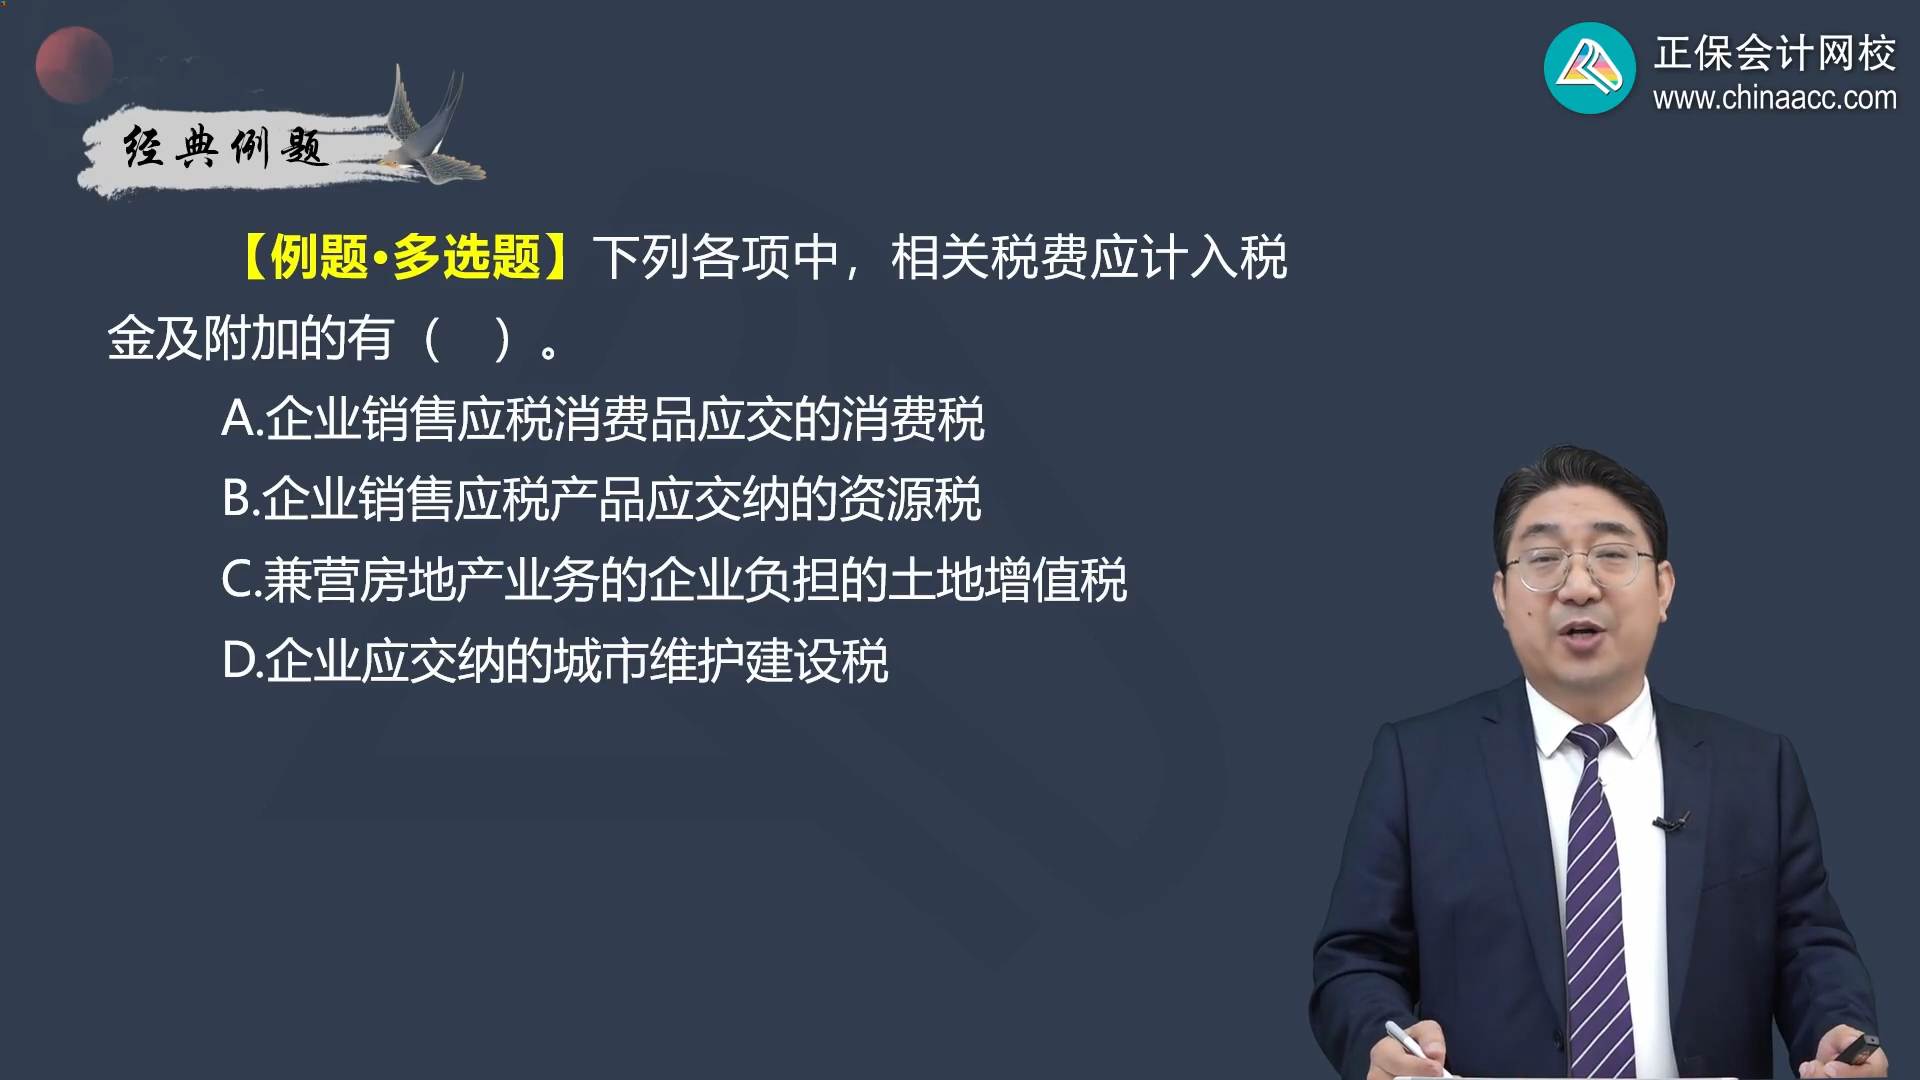 正保会计网校
www.chinaacc.com
经典例题
【例题·多选题】下列各项中，相关税费应计入税
金及附加的有（　）。
A.企业销售应税消费品应交的消费税
B.企业销售应税产品应交纳的资源税
C.兼营房地产业务的企业负担的土地增值税
D.企业应交纳的城市维护建设税